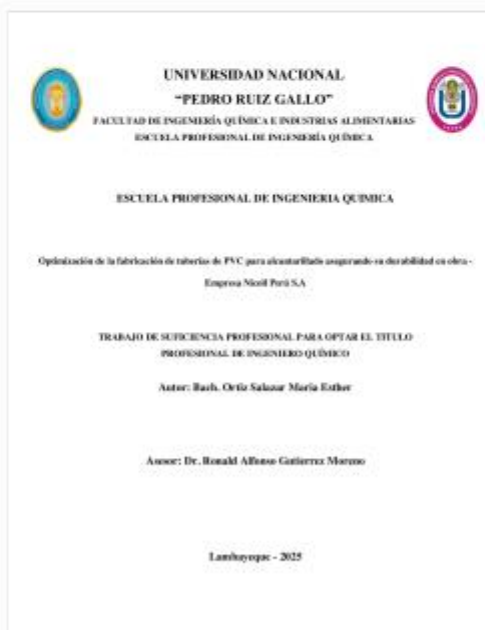 UNIVERSIDAD NACIONAL
“PEDRO RUIZ GALLO”
FACULTAD DE INGENIERÍA QUÍMICA E INDUSTRIAS ALIMENTARIAS
ESCUELA PROFESIONAL DE INGENIERÍA QUÍMICA
ESCUELA PROFESIONAL DE INGENIERIA QUIMICA
Optimización de la fabricación de tuberías de PVC para alcantarillado asegurando su durabilidad en obra -
Empresa Nicoll Perú S.A
TRABAJO DE SUFICIENCIA PROFESIONAL PARA OPTAR EL TITULO
PROFESIONAL DE INGENIERO QUÍMICO
Autor: Bach. Ortiz Salazar Maria Esther
Asesor: Dr. Ronald Alfonso Gutierrez Moreno
Lambayeque - 2025